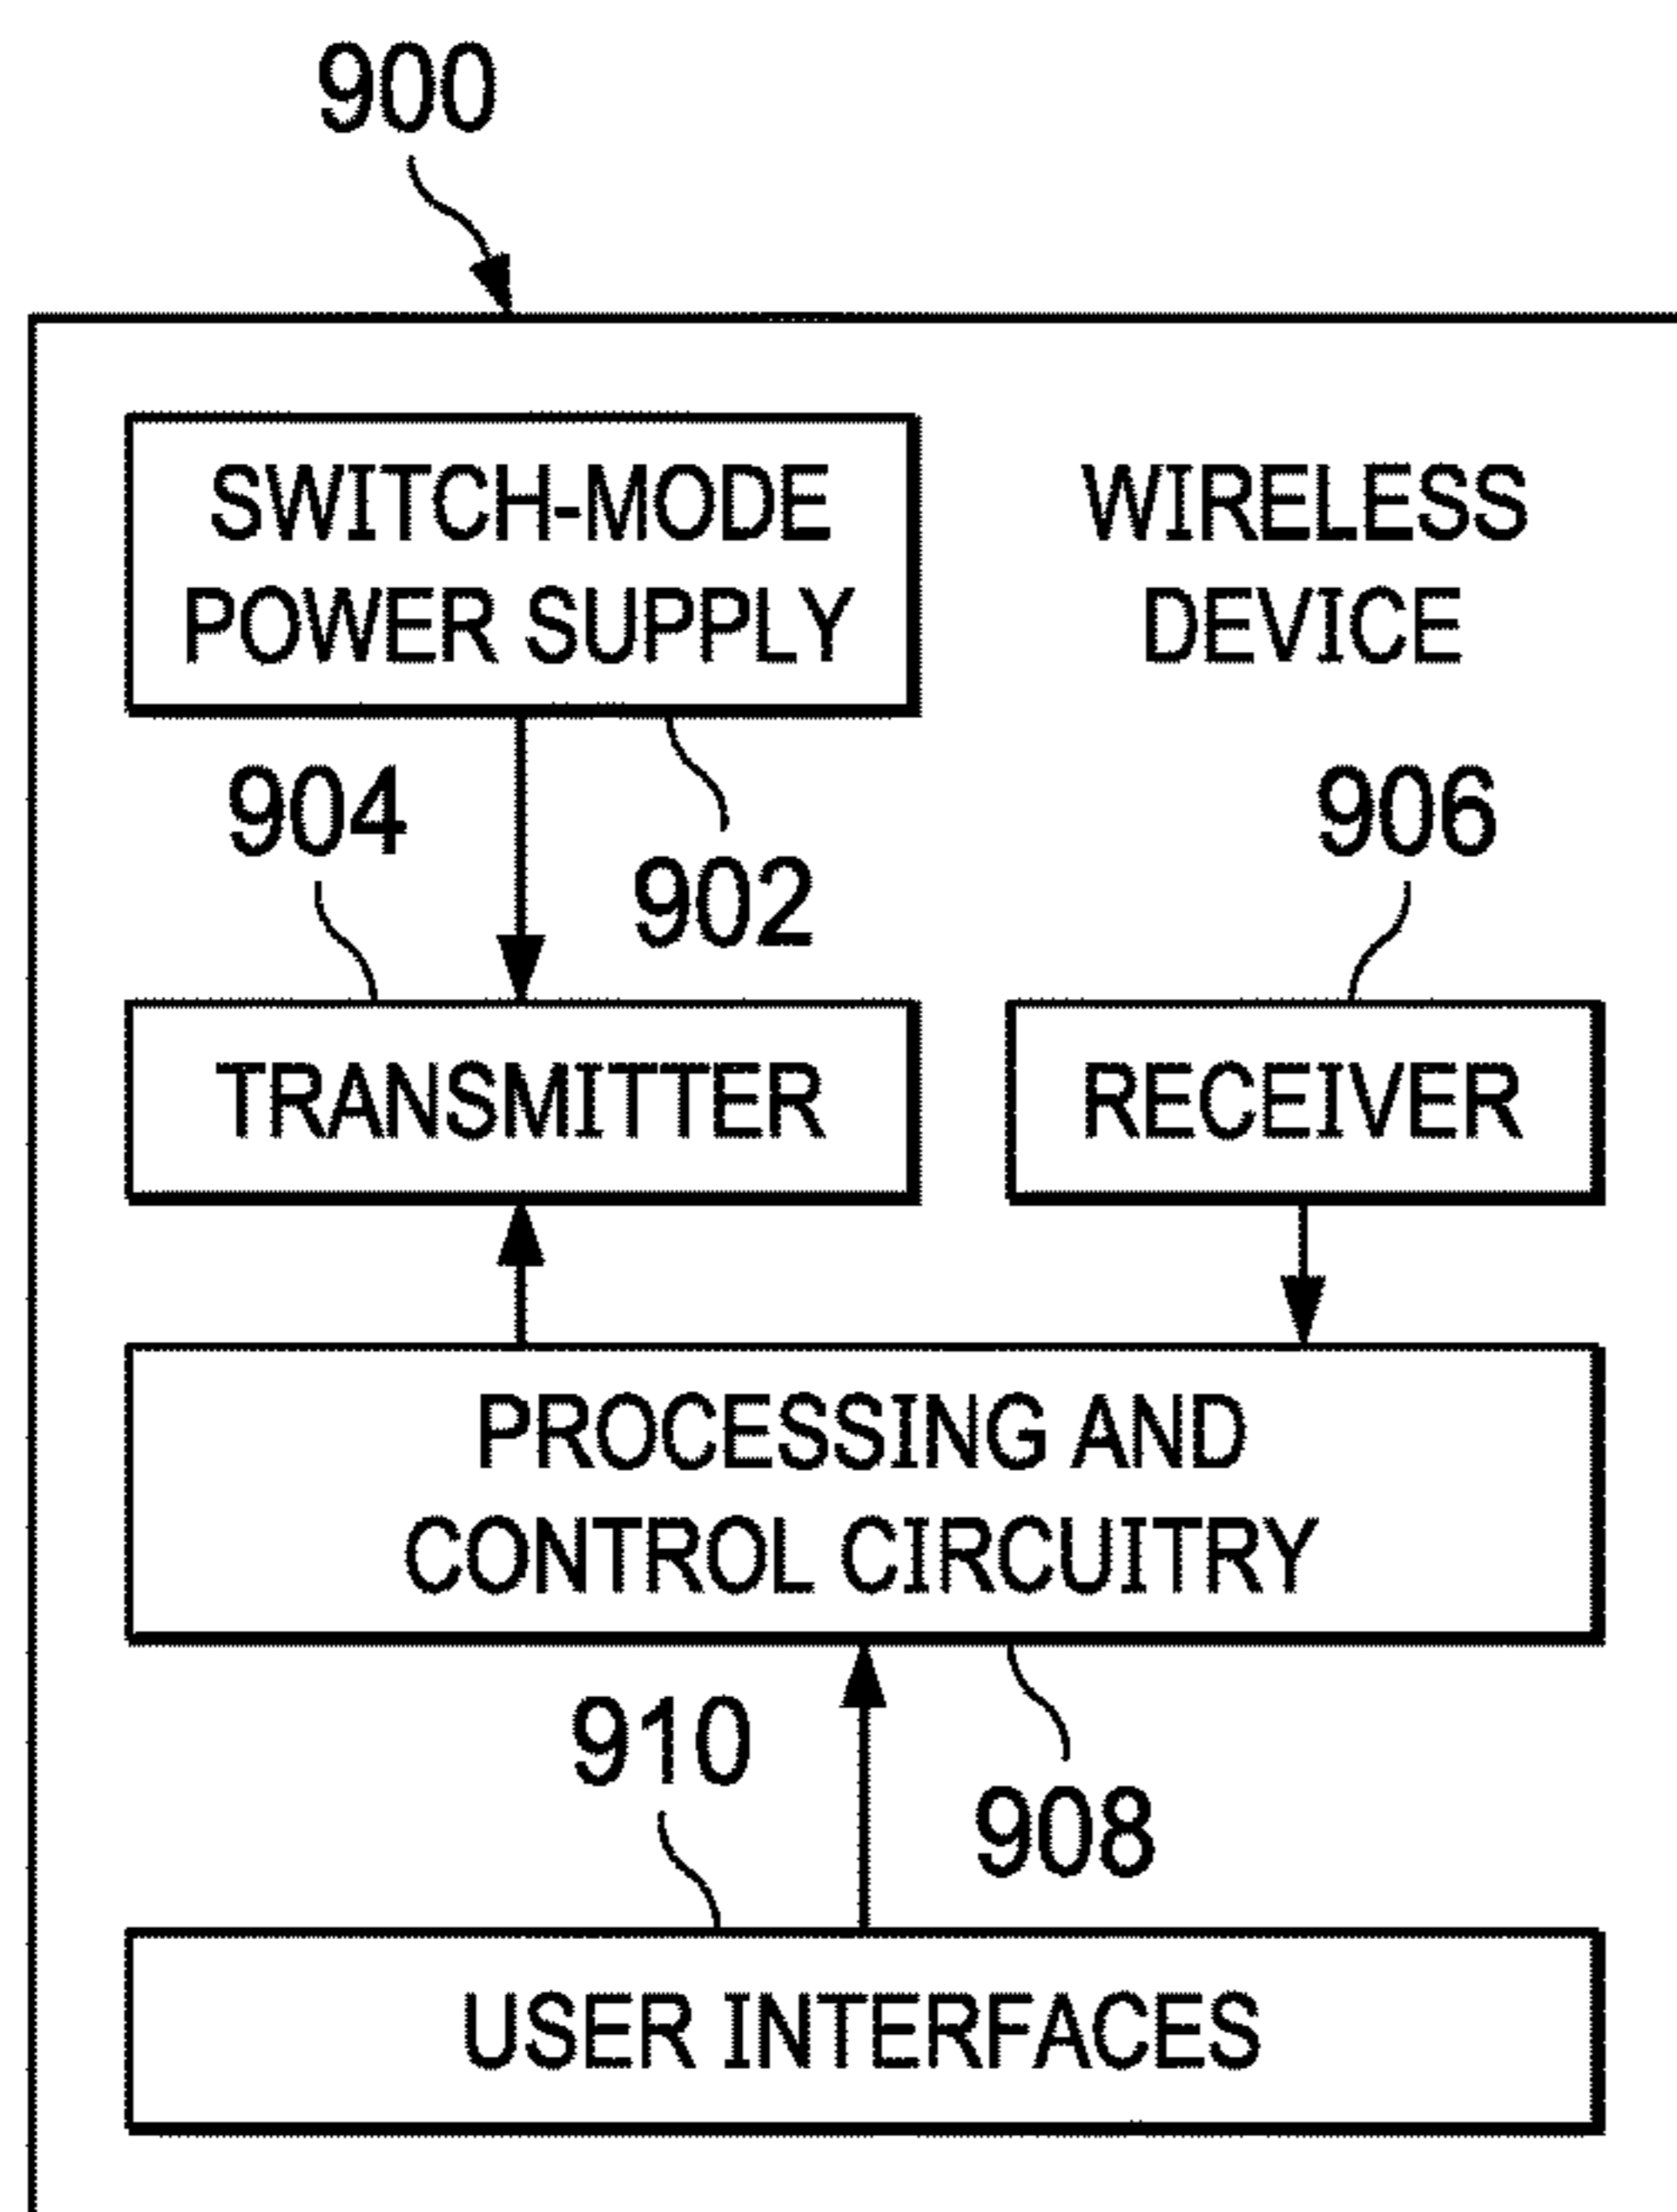 900
SWITCH-MODE
POWER SUPPLY
WIRELESS
DEVICE
904
902
906
TRANSMITTER
RECEIVER
PROCESSING AND
CONTROL CIRCUITRY
910
908
USER INTERFACES